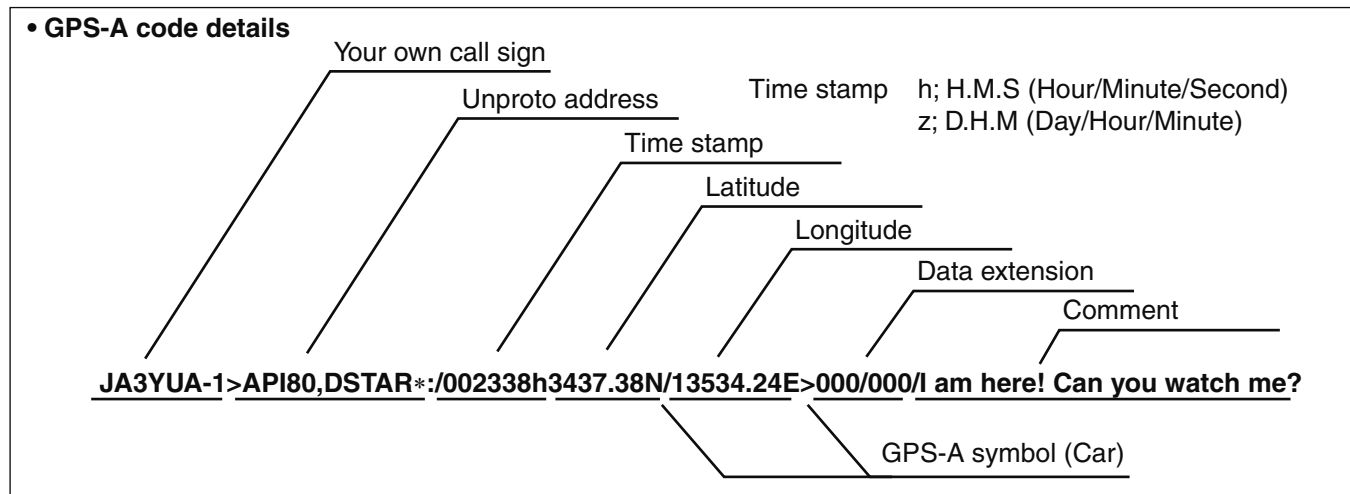 • GPS-A code details
Your own call sign
Unproto address
Time stamp h; H.M.S (Hour/Minute/Second)
z; D.H.M (Day/Hour/Minute)
Time stamp
Latitude
Longitude
Data extension
Comment
JA3YUA-1>API80,DSTAR*:/002338h3437.38N/13534.24E>000/000/I am here! Can you watch me?
GPS-A symbol (Car)